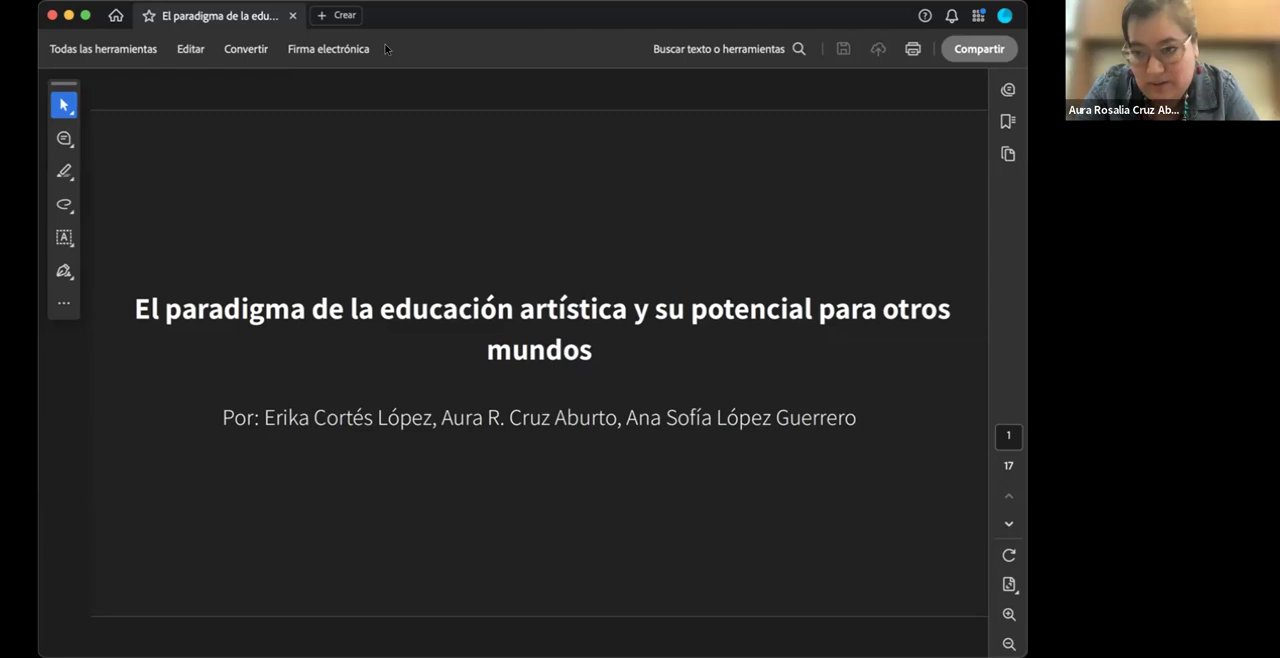 El paradigma de la edu...
Crear
Todas las herramientas
Editar
Convertir
Firma electrónica
Buscar texto o herramientas
Compartir
Aura Rosalia Cruz Ab...
El paradigma de la educación artística y su potencial para otros
mundos
Por: Erika Cortés López, Aura R. Cruz Aburto, Ana Sofía López Guerrero
1
17